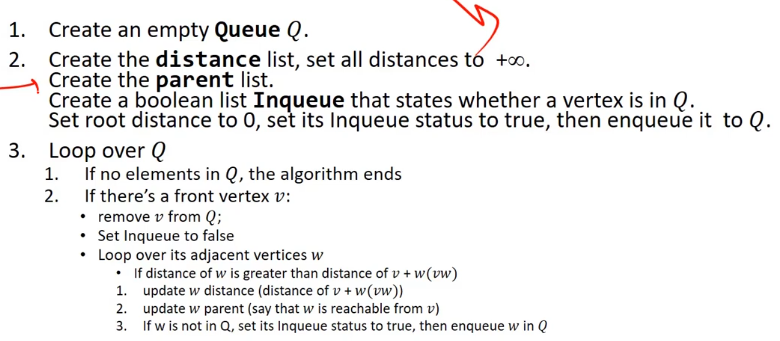 1. Create an empty Queue Q.
2. Create the distance list, set all distances to +∞.
Create the parent list.
Create a boolean list Inqueue that states whether a vertex is in Q.
Set root distance to 0, set its Inqueue status to true, then enqueue it to Q.
3. Loop over Q
1. If no elements in Q, the algorithm ends
2. If there's a front vertex v:
• remove v from Q;
• Set Inqueue to false
• Loop over its adjacent vertices w
• If distance of w is greater than distance of v + w(vw)
1. update w distance (distance of v + w(vw))
2. update w parent (say that w is reachable from v)
3. If w is not in Q, set its Inqueue status to true, then enqueue w in Q